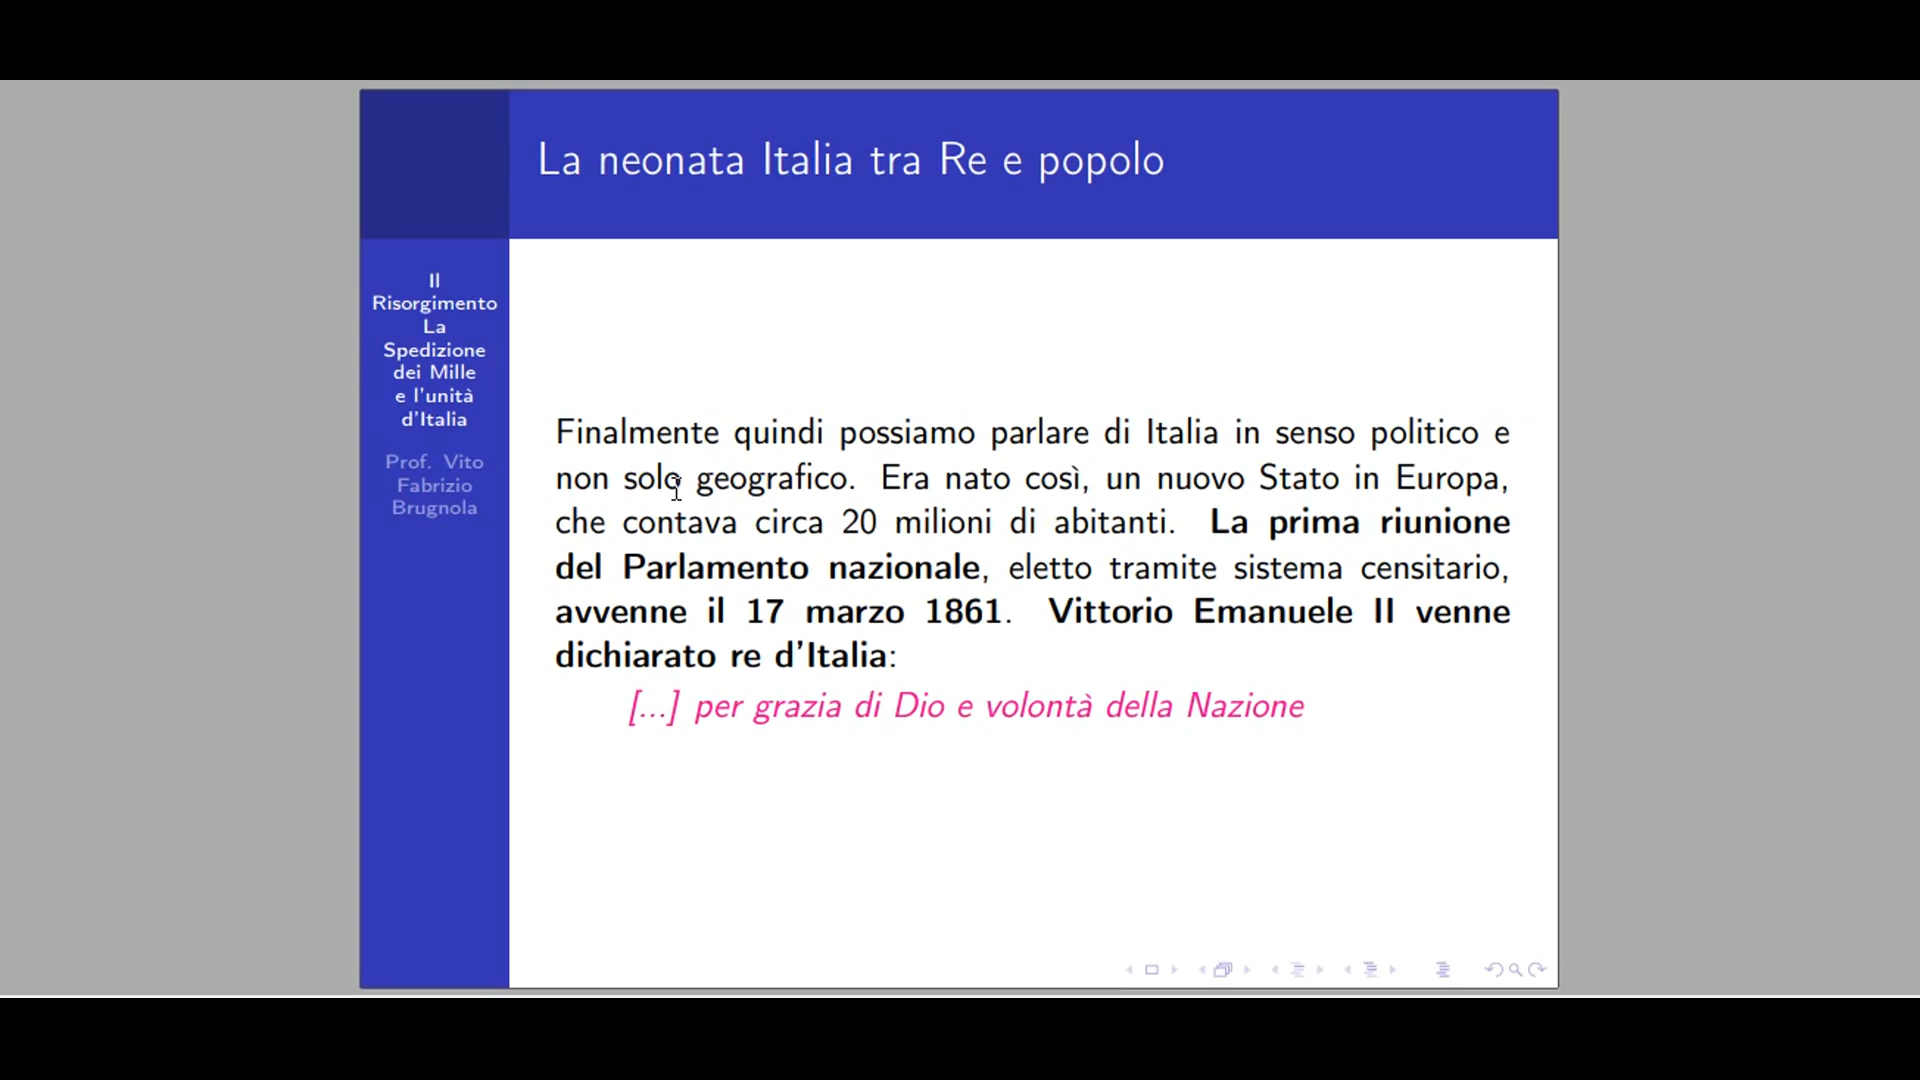 La neonata Italia tra Re e popolo
Il
Risorgimento
La
Spedizione
dei Mille
e l'unità
d'Italia
Prof. Vito
Fabrizio
Brugnola
Finalmente quindi possiamo parlare di Italia in senso politico e
non solo geografico. Era nato così, un nuovo Stato in Europa,
che contava circa 20 milioni di abitanti. La prima riunione
del Parlamento nazionale, eletto tramite sistema censitario,
avvenne il 17 marzo 1861. Vittorio Emanuele II venne
dichiarato re d'Italia:
[...] per grazia di Dio e volontà della Nazione